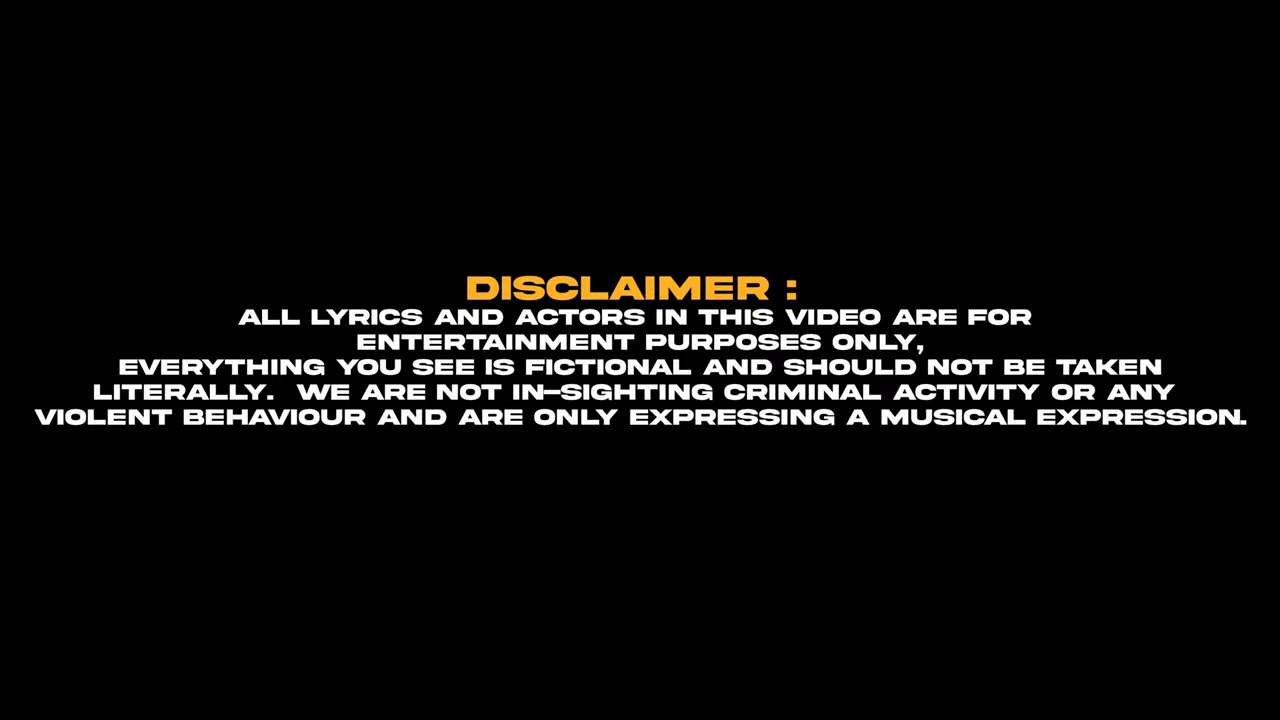 DISCLAIMER :
ALL LYRICS AND ACTORS IN THIS VIDEO ARE FOR
ENTERTAINMENT PURPOSES ONLY,
EVERYTHING YOU SEE IS FICTIONAL AND SHOULD NOT BE TAKEN
LITERALLY.  WE ARE NOT IN-SIGHTING CRIMINAL ACTIVITY OR ANY
VIOLENT BEHAVIOUR AND ARE ONLY EXPRESSING A MUSICAL EXPRESSION.